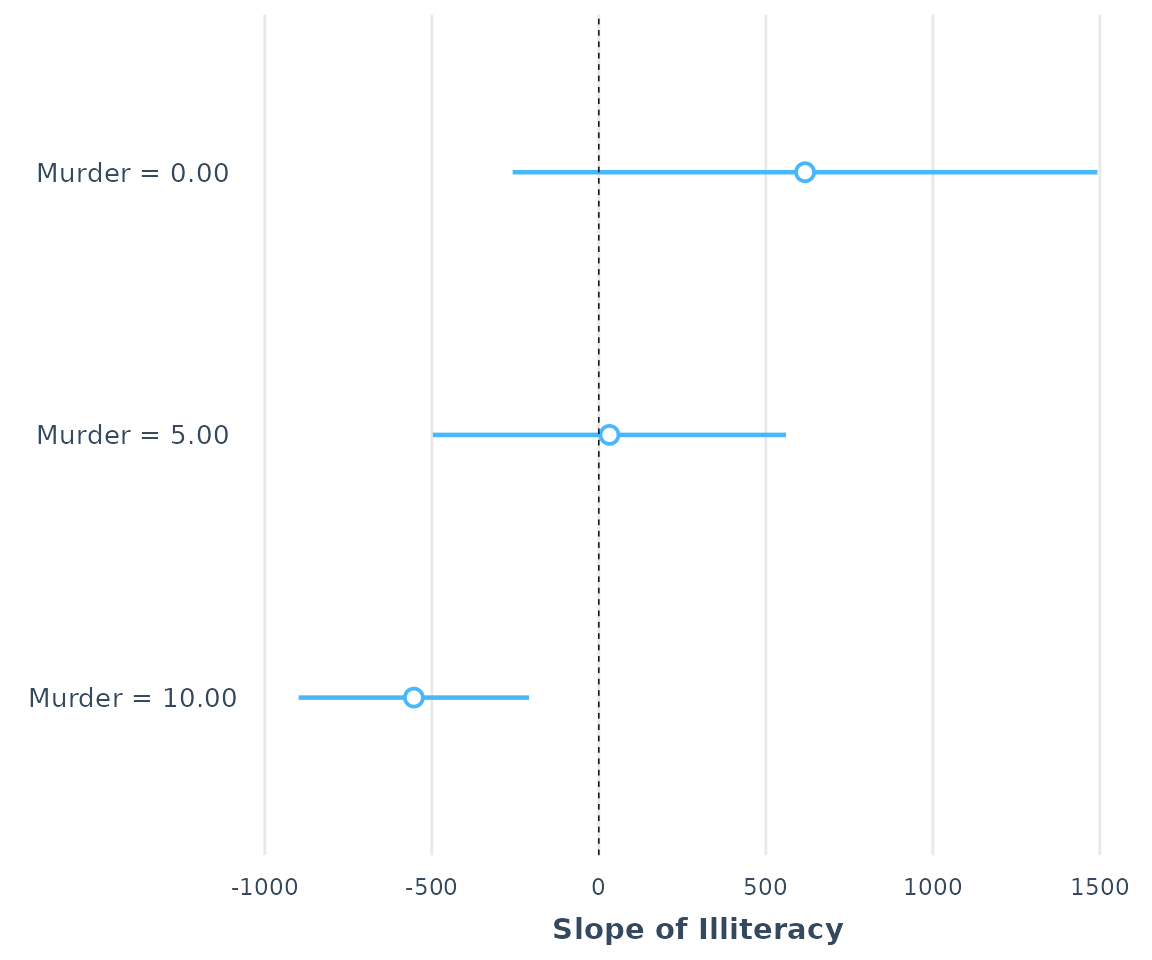 Murder = 0.00
Murder = 5.00
Murder = 10.00
-1000 -500 0 500 1000 1500
Slope of Illiteracy